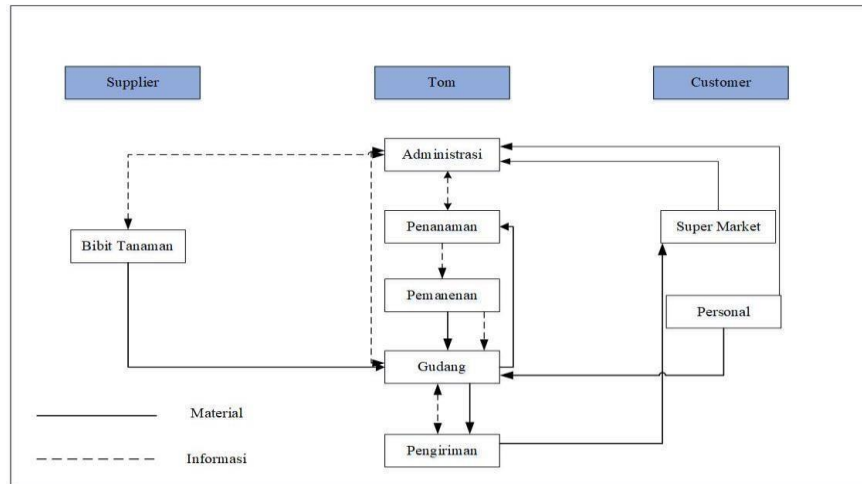 Supplier
Tom
Customer
Administrasi
Penanaman
Super Market
Bibit Tanaman
Pemanenan
Personal
Gudang
Material
Pengiriman
Informasi